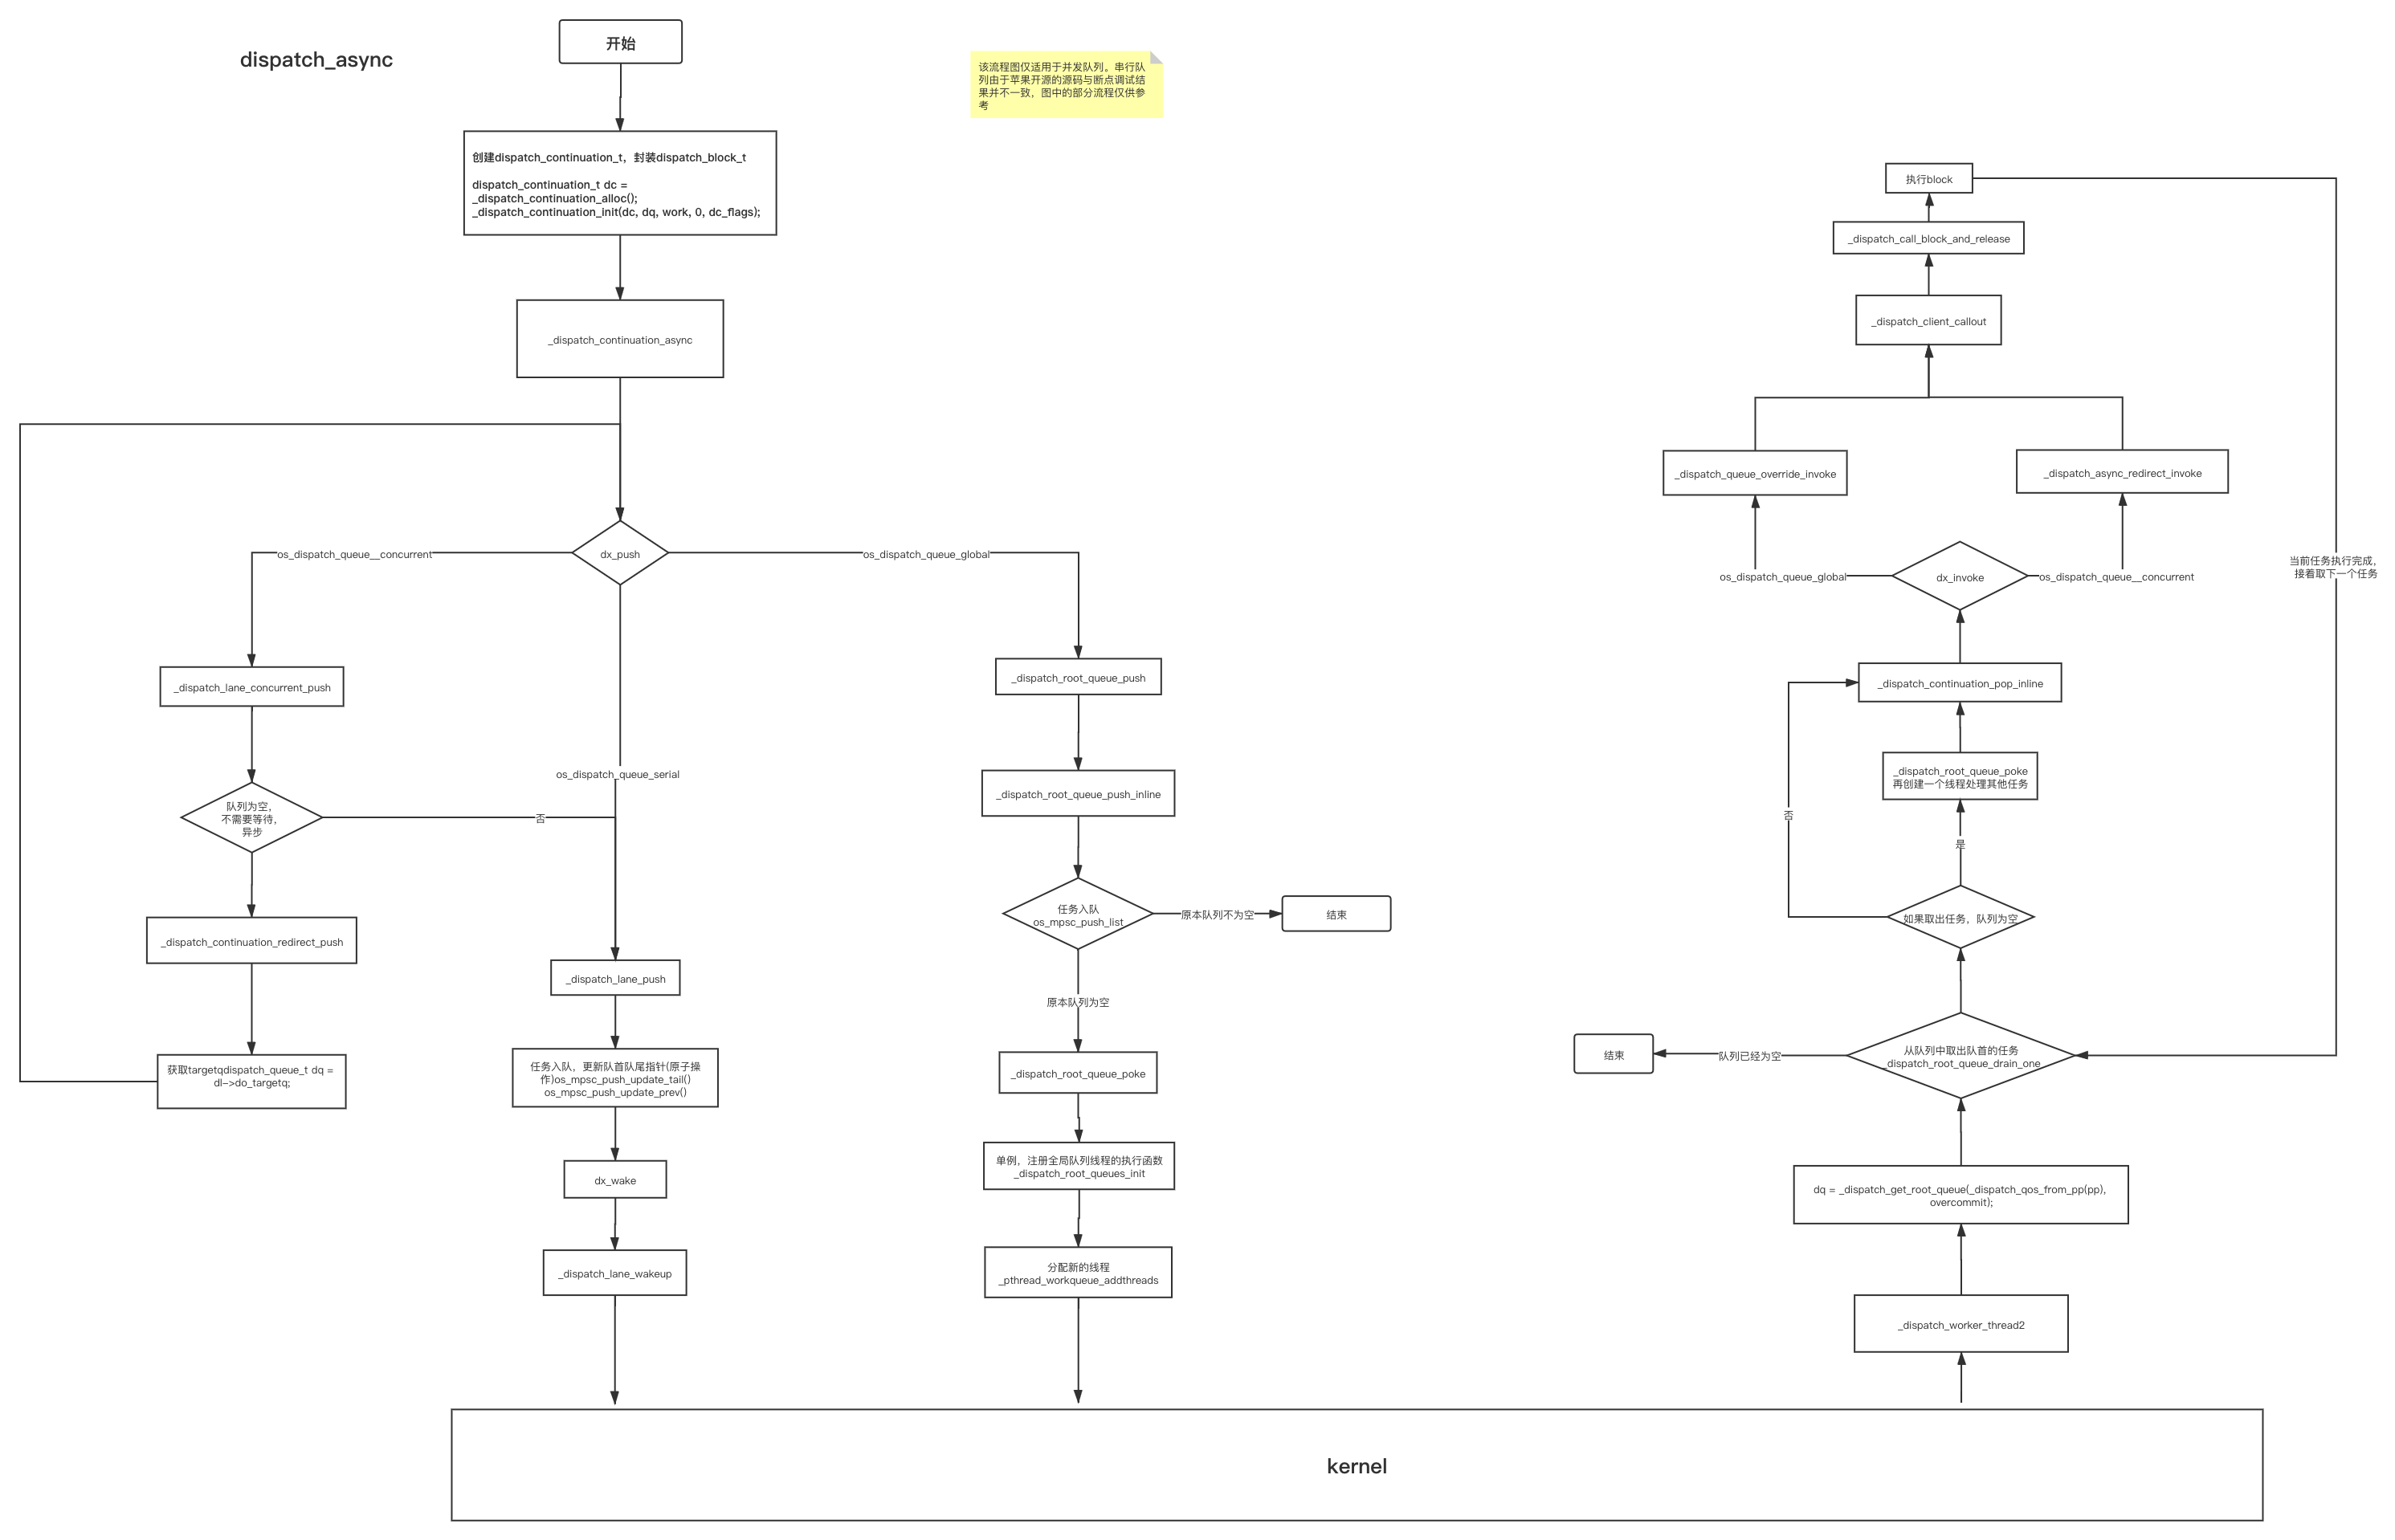 开始
dispatch_async
该流程图仅适用于并发队列。串行队
列由于苹果开源的源码与断点调试结
果并不一致，图中的部分流程仅供参
考
创建dispatch_continuation_t，封装dispatch_block_t
dispatch_continuation_t dc =
_dispatch_continuation_alloc();
_dispatch_continuation_init(dc, dq, work, 0, dc_flags);
_dispatch_continuation_async
dx_push
os_dispatch_queue__concurrent
os_dispatch_queue_global
os_dispatch_queue_serial
_dispatch_lane_concurrent_push
队列为空，
不需要等待，
异步
否
_dispatch_continuation_redirect_push
获取targetqdispatch_queue_t dq =
dl->do_targetq;
_dispatch_lane_push
任务入队，更新队首队尾指针(原子操
作)os_mpsc_push_update_tail()
os_mpsc_push_update_prev()
dx_wake
_dispatch_lane_wakeup
_dispatch_root_queue_push
_dispatch_root_queue_push_inline
任务入队
os_mpsc_push_list
原本队列不为空
结束
原本队列为空
_dispatch_root_queue_poke
单例，注册全局队列线程的执行函数
_dispatch_root_queues_init
分配新的线程
_pthread_workqueue_addthreads
kernel
执行block
_dispatch_call_block_and_release
_dispatch_client_callout
_dispatch_queue_override_invoke
_dispatch_async_redirect_invoke
os_dispatch_queue_global
dx_invoke
os_dispatch_queue__concurrent
当前任务执行完成，
接着取下一个任务
_dispatch_continuation_pop_inline
_dispatch_root_queue_poke
再创建一个线程处理其他任务
否
是
如果取出任务，队列为空
结束
队列已经为空
从队列中取出队首的任务
_dispatch_root_queue_drain_one
dq = _dispatch_get_root_queue(_dispatch_qos_from_pp(pp),
overcommit);
_dispatch_worker_thread2